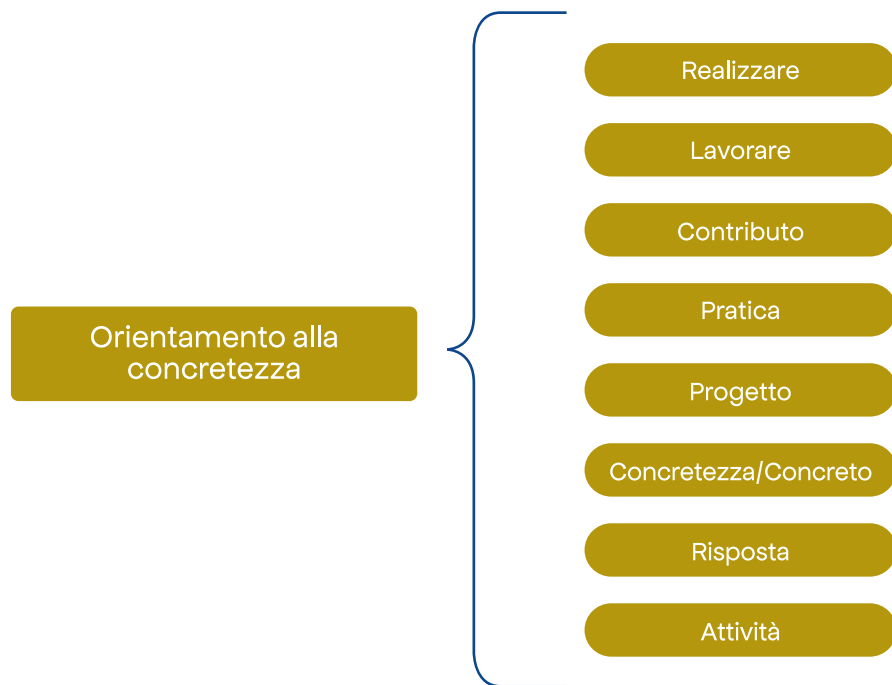 Orientamento alla
concretezza
Realizzare
Lavorare
Contributo
Pratica
Progetto
Concretezza/Concreto
Risposta
Attività